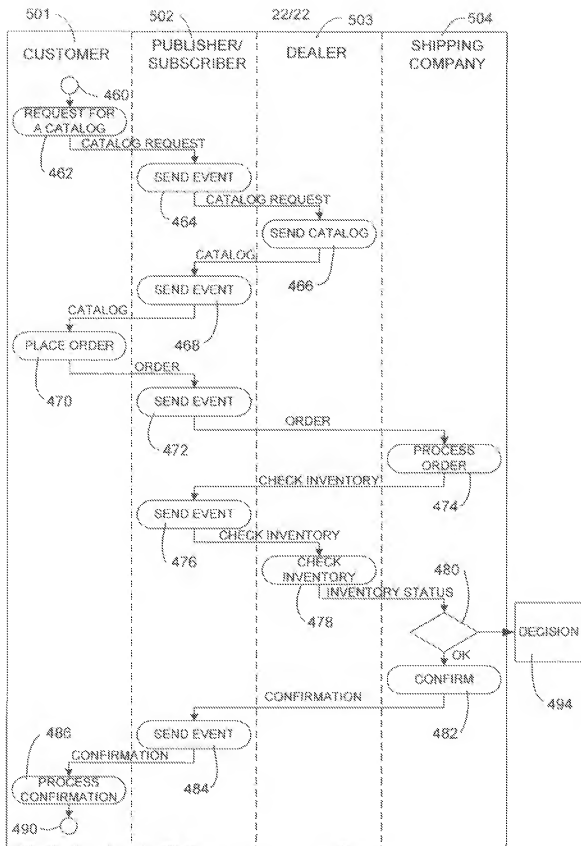 22/22
501
502
503
504
CUSTOMER
PUBLISHER/
SUBSCRIBER
DEALER
SHIPPING
COMPANY
460
REQUEST FOR
A CATALOG
CATALOG REQUEST
462
SEND EVENT
464
CATALOG REQUEST
SEND CATALOG
CATALOG
466
SEND EVENT
CATALOG
468
PLACE ORDER
ORDER
470
SEND EVENT
ORDER
472
PROCESS
ORDER
CHECK INVENTORY
474
SEND EVENT
CHECK INVENTORY
476
CHECK
INVENTORY
480
INVENTORY STATUS
478
DECISION
OK
494
CONFIRM
CONFIRMATION
482
486
SEND EVENT
CONFIRMATION
484
PROCESS
CONFIRMATION
490